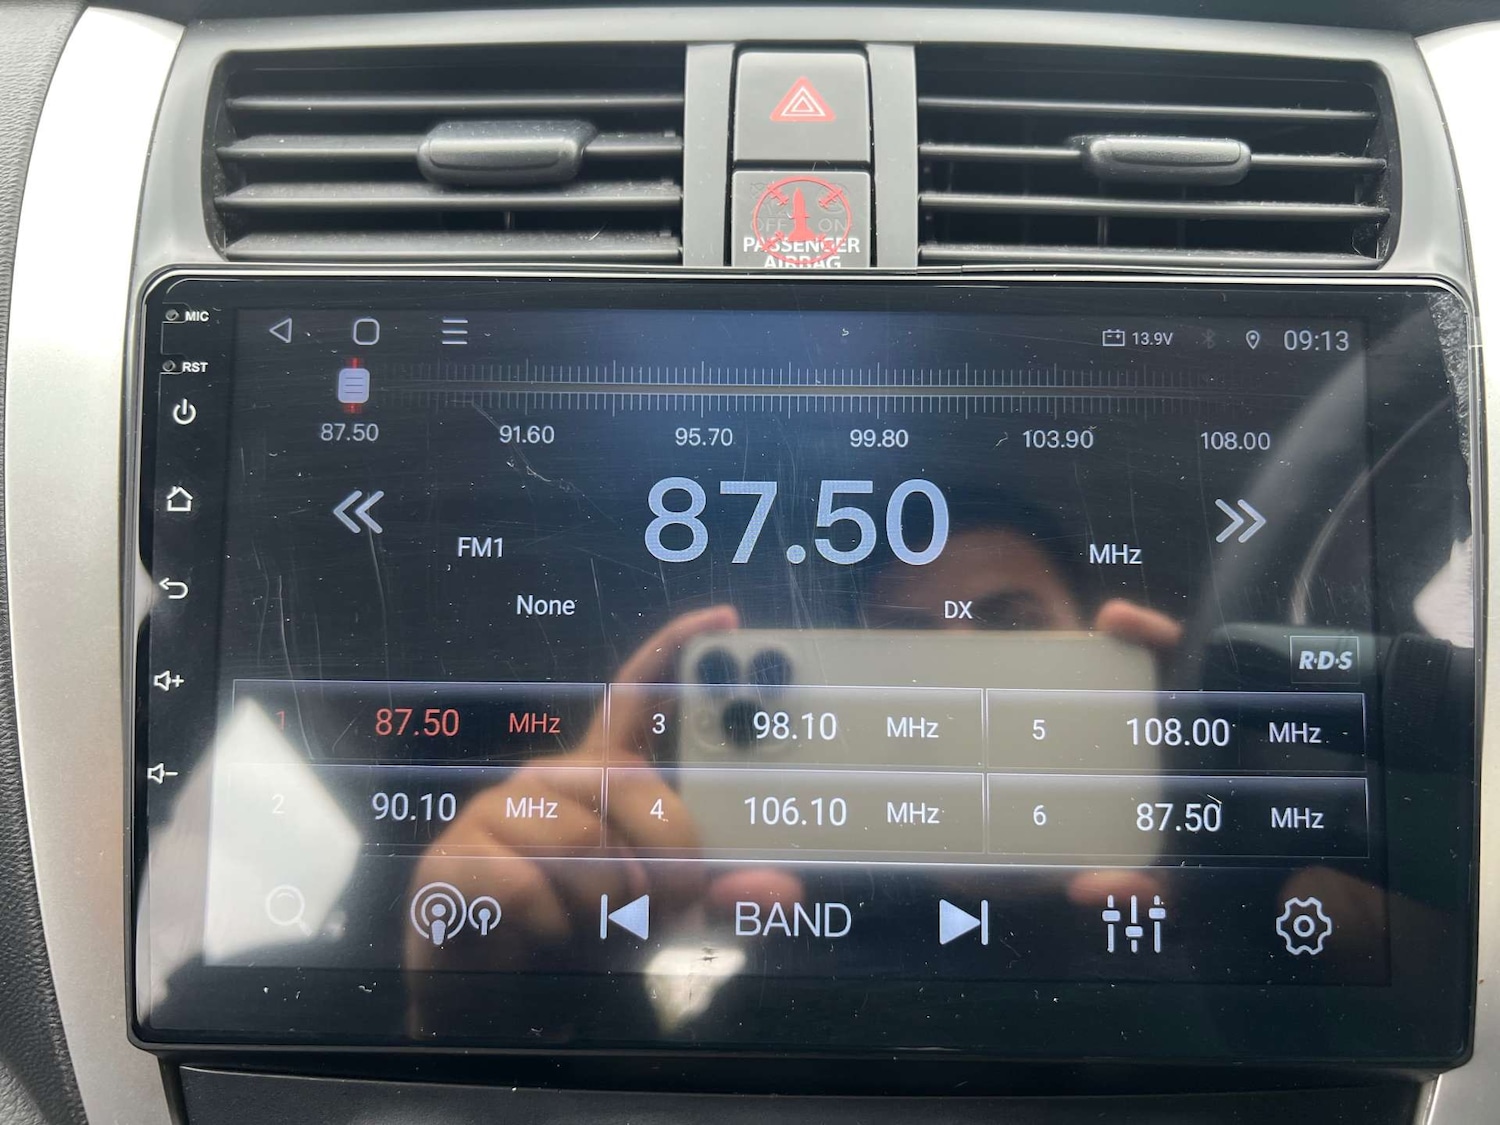 OFF ON
PASSENGER
AIRBAG
MIC
RST
13.9V 09:13
87.50 91.60 95.70 99.80 103.90 108.00
87.50
FM1 MHz
None DX
R·D·S
1 87.50 MHz 3 98.10 MHz 5 108.00 MHz
2 90.10 MHz 4 106.10 MHz 6 87.50 MHz
BAND